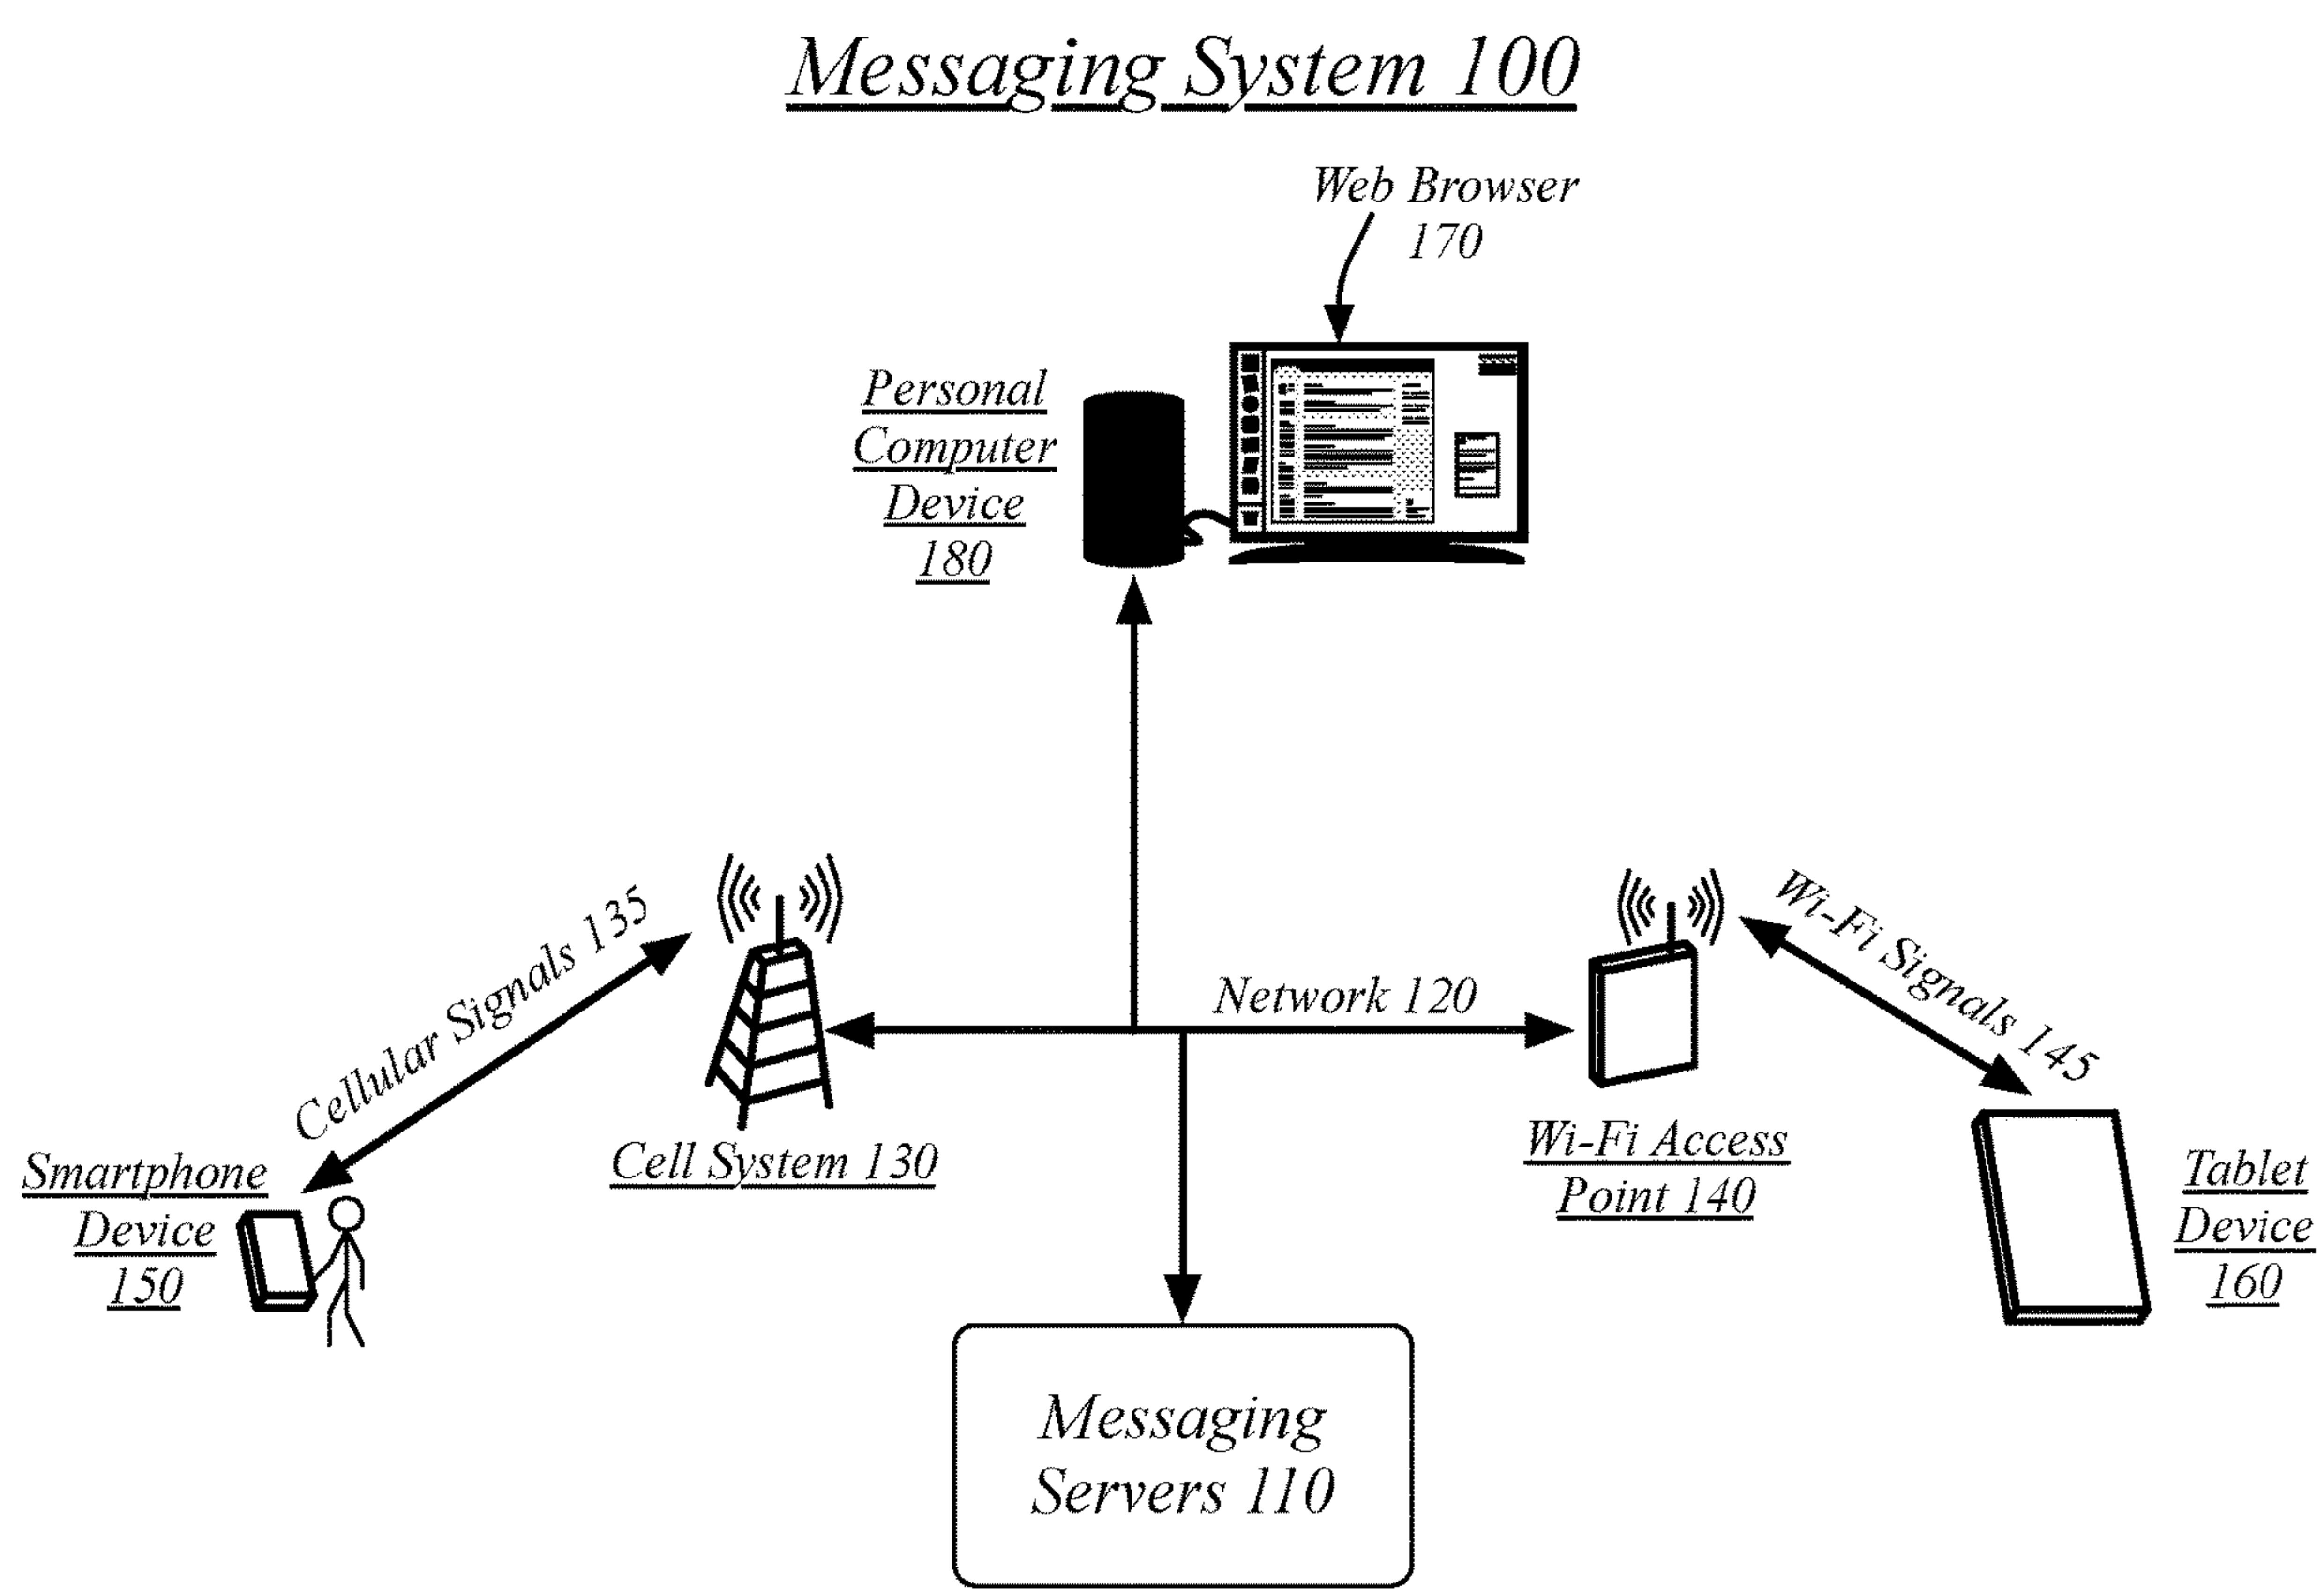 Messaging System 100
Web Browser
170
Personal
Computer
Device
180
Cellular Signals 135
Wi-Fi Signals 145
Network 120
Cell System 130
Wi-Fi Access
Point 140
Smartphone
Device
150
Tablet
Device
160
Messaging
Servers 110